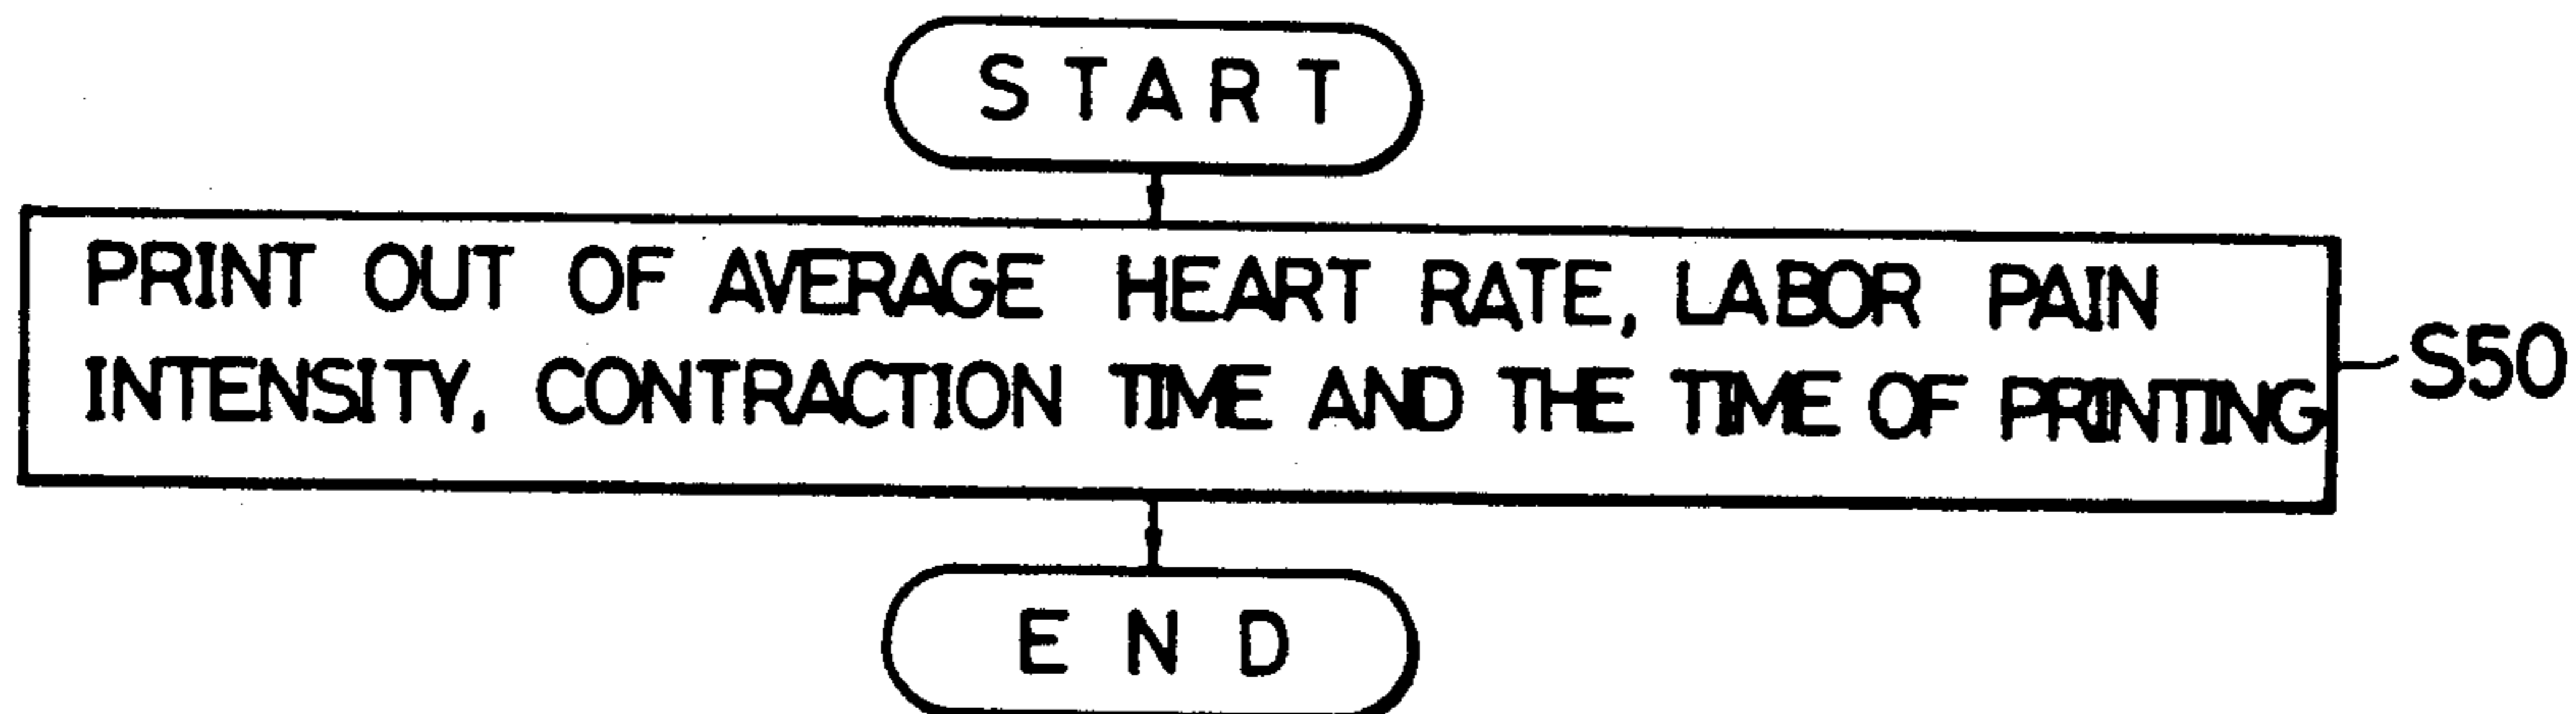 START
PRINT OUT OF AVERAGE HEART RATE, LABOR PAIN
INTENSITY, CONTRACTION TIME AND THE TIME OF PRINTING
S50
END